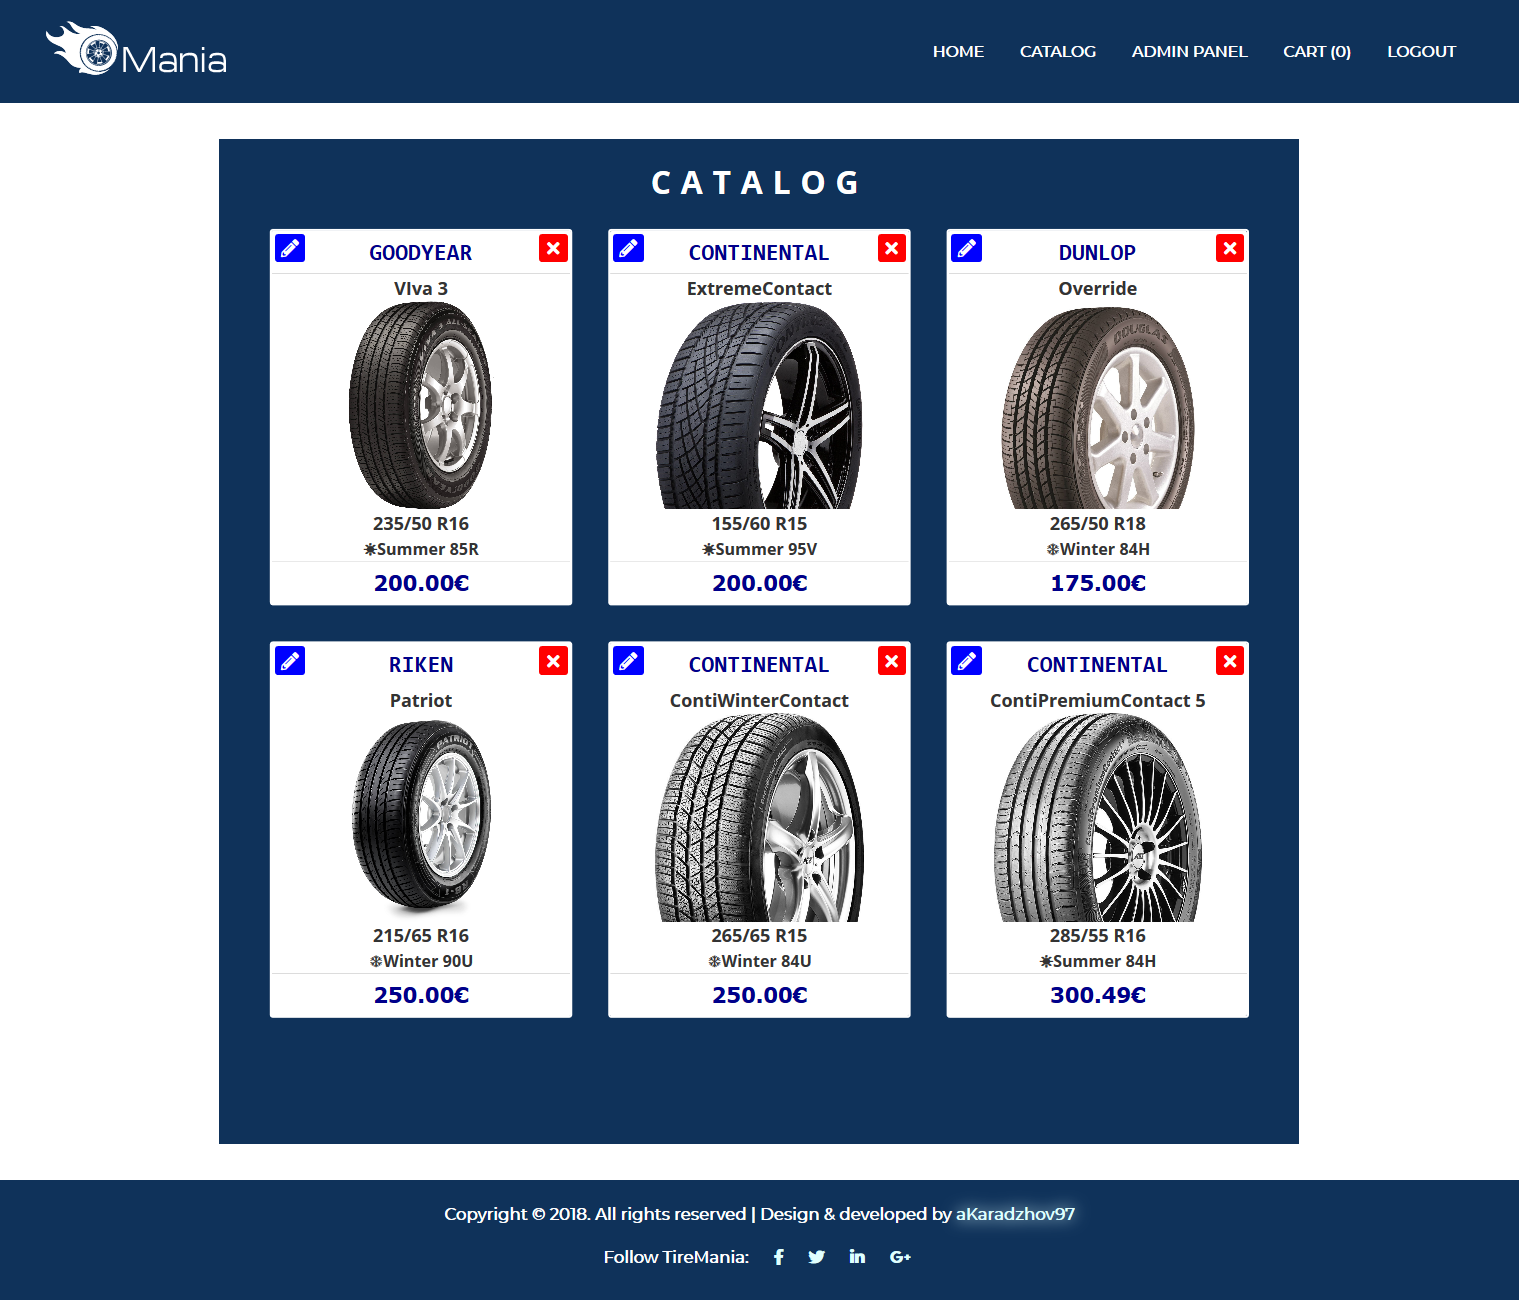 Mania
HOME CATALOG ADMIN PANEL CART (0) LOGOUT
CATALOG
GOODYEAR
VIva 3
235/50 R16
Summer 85R
200.00€
CONTINENTAL
ExtremeContact
155/60 R15
Summer 95V
200.00€
DUNLOP
Override
DOUGLAS
265/50 R18
Winter 84H
175.00€
RIKEN
Patriot
PATRIOT
215/65 R16
Winter 90U
250.00€
CONTINENTAL
ContiWinterContact
265/65 R15
Winter 84U
250.00€
CONTINENTAL
ContiPremiumContact 5
285/55 R16
Summer 84H
300.49€
Copyright © 2018. All rights reserved | Design & developed by aKaradzhov97
Follow TireMania: